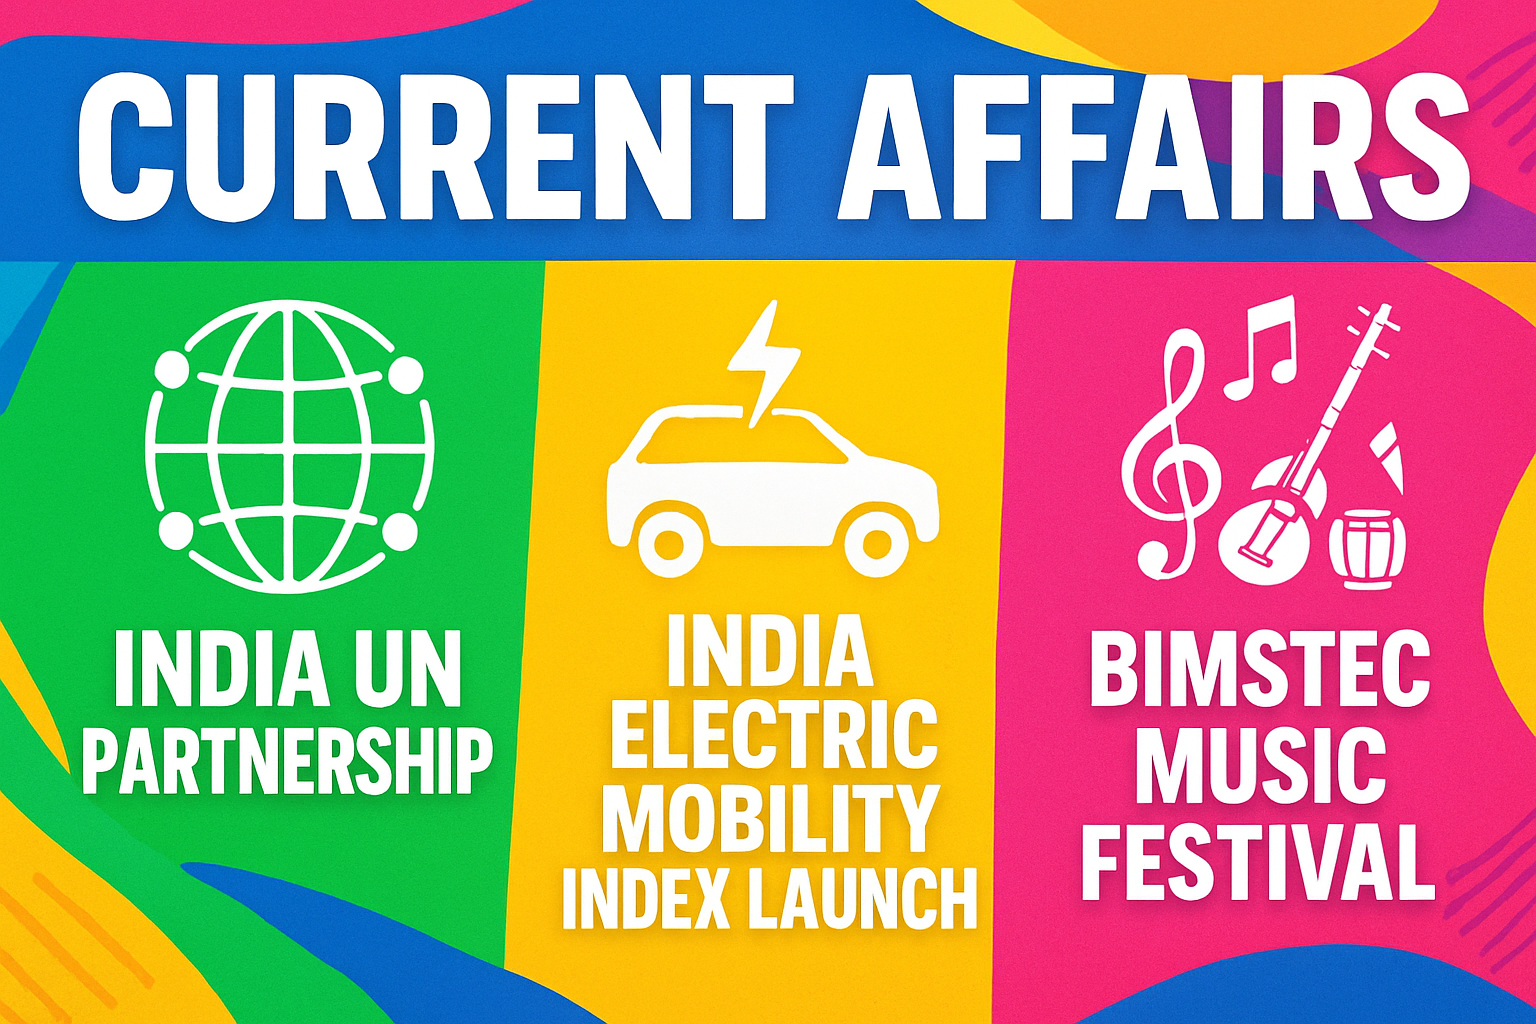 CURRENT AFFAIRS
INDIA UN
PARTNERSHIP
INDIA
ELECTRIC
MOBILITY
INDEX LAUNCH
BIMSTEC
MUSIC
FESTIVAL